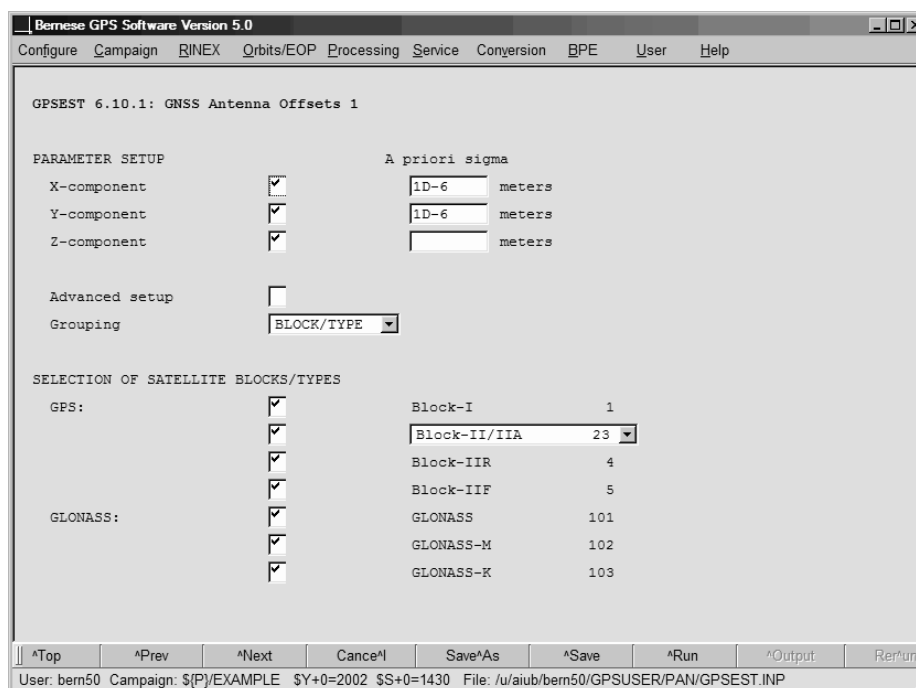 Bernese GPS Software Version 5.0
Configure Campaign RINEX Orbits/EOP Processing Service Conversion BPE User Help
GPSEST 6.10.1: GNSS Antenna Offsets 1
PARAMETER SETUP A priori sigma
X-component 1D-6 meters
Y-component 1D-6 meters
Z-component meters
Advanced setup
Grouping BLOCK/TYPE
SELECTION OF SATELLITE BLOCKS/TYPES
GPS: Block-I 1
Block-II/IIA 23
Block-IIR 4
Block-IIF 5
GLONASS: GLONASS 101
GLONASS-M 102
GLONASS-K 103
^Top ^Prev ^Next Cance^l Save^As ^Save ^Run ^Output Rer^un
User: bern50 Campaign: ${P}/EXAMPLE $Y+0=2002 $S+0=1430 File: /u/aiub/bern50/GPSUSER/PAN/GPSEST.INP